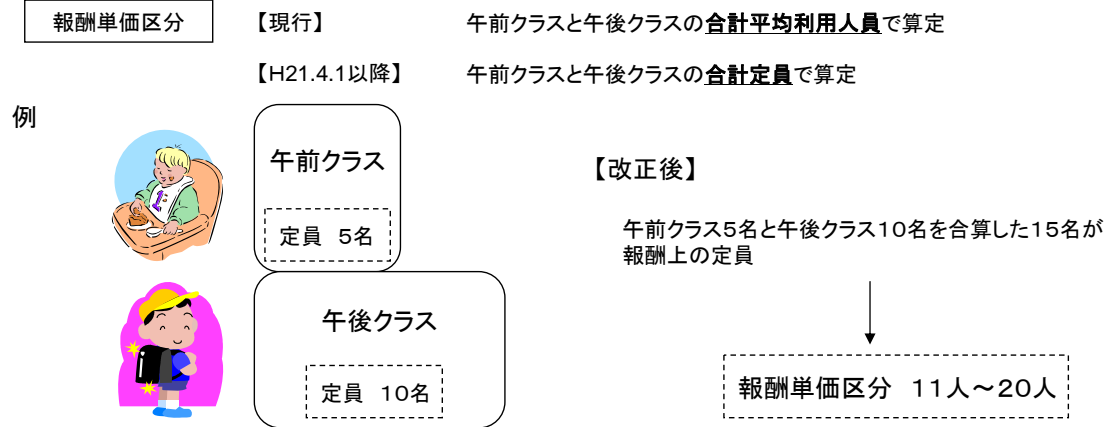 報酬単価区分 【現行】 午前クラスと午後クラスの合計平均利用人員で算定
【H21.4.1以降】 午前クラスと午後クラスの合計定員で算定
例
午前クラス
定員 5名
午後クラス
定員 10名
【改正後】
午前クラス5名と午後クラス10名を合算した15名が
報酬上の定員
報酬単価区分 11人~20人